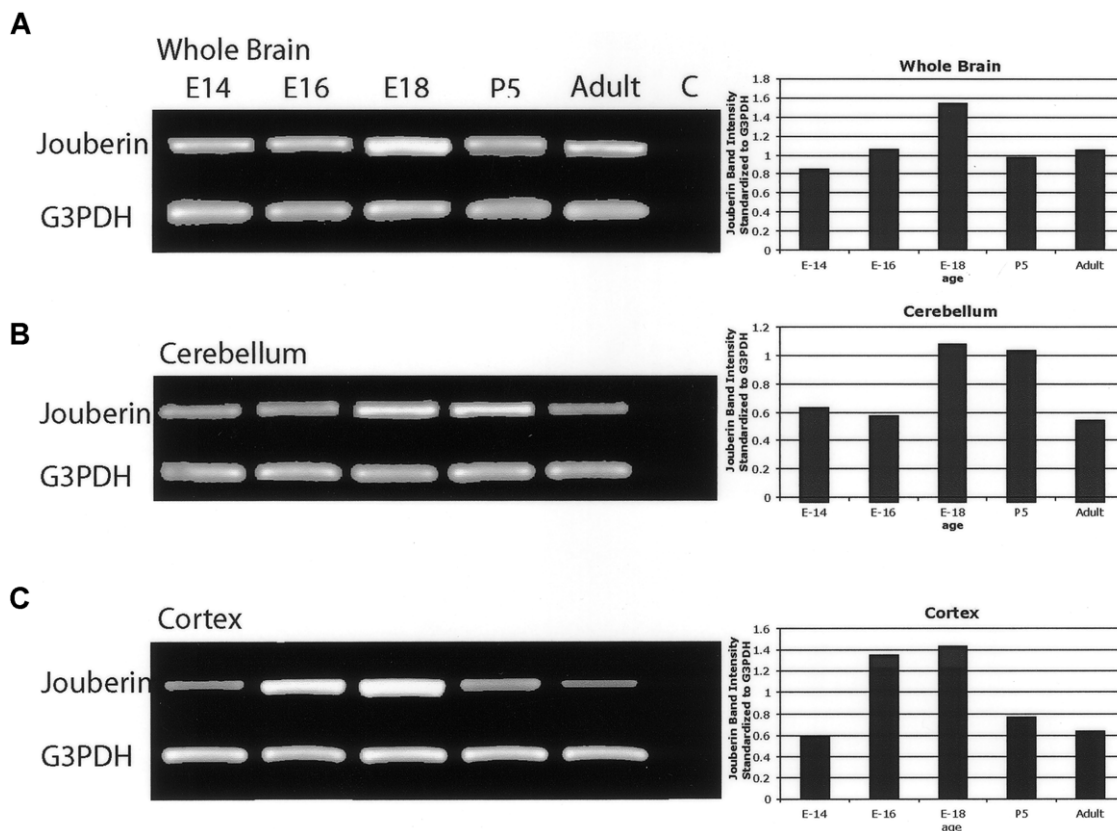 A
Whole Brain
E14 E16 E18 P5 Adult C
Jouberin
G3PDH
Whole Brain
Jouberin Band Intensity
Standardized to G3PDH
1.8
1.6
1.4
1.2
1
0.8
0.6
0.4
0.2
0
E-14 E-16 E-18 P5 Adult
age
B
Cerebellum
Jouberin
G3PDH
Cerebellum
Jouberin Band Intensity
Standardized to G3PDH
1.2
1
0.8
0.6
0.4
0.2
0
E-14 E-16 E-18 P5 Adult
age
C
Cortex
Jouberin
G3PDH
Cortex
Jouberin Band Intensity
Standardized to G3PDH
1.6
1.4
1.2
1
0.8
0.6
0.4
0.2
0
E-14 E-16 E-18 P5 Adult
age